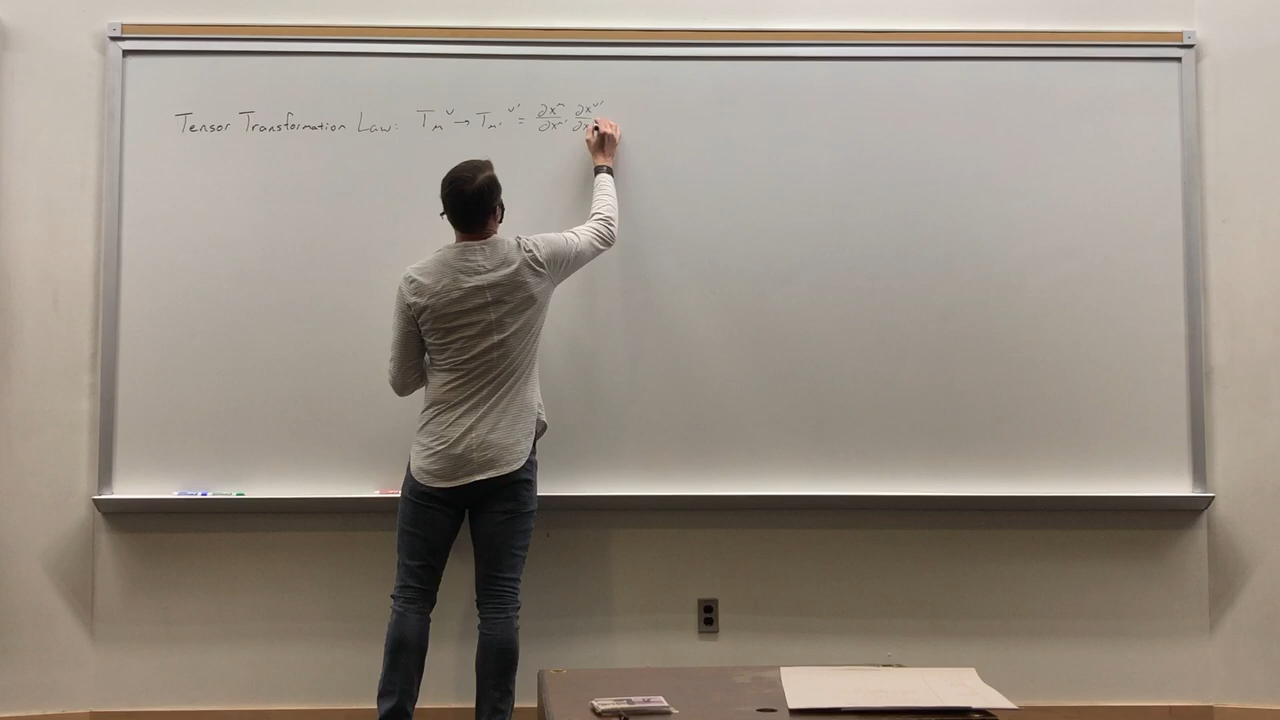 Tensor Transformation Law: T_μ^ν → T_μ'^ν' = ∂x^μ/∂x^μ' ∂x^ν'/∂x